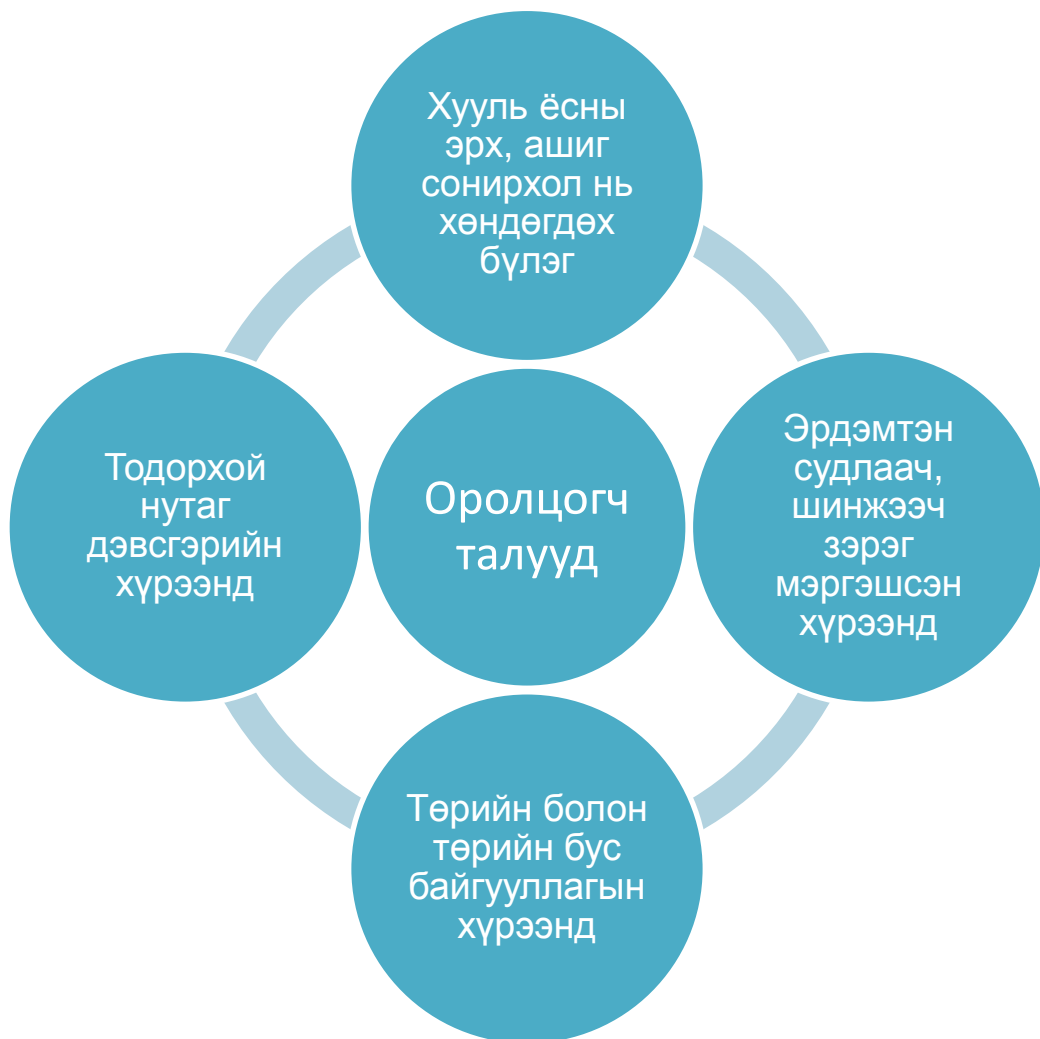 Хууль ёсны
эрх, ашиг
сонирхол нь
хөндөгдөх
бүлэг
Тодорхой
нутаг
дэвсгэрийн
хүрээнд
Оролцогч
талууд
Эрдэмтэн
судлаач,
шинжээч
зэрэг
мэргэшсэн
хүрээнд
Төрийн болон
төрийн бус
байгууллагын
хүрээнд